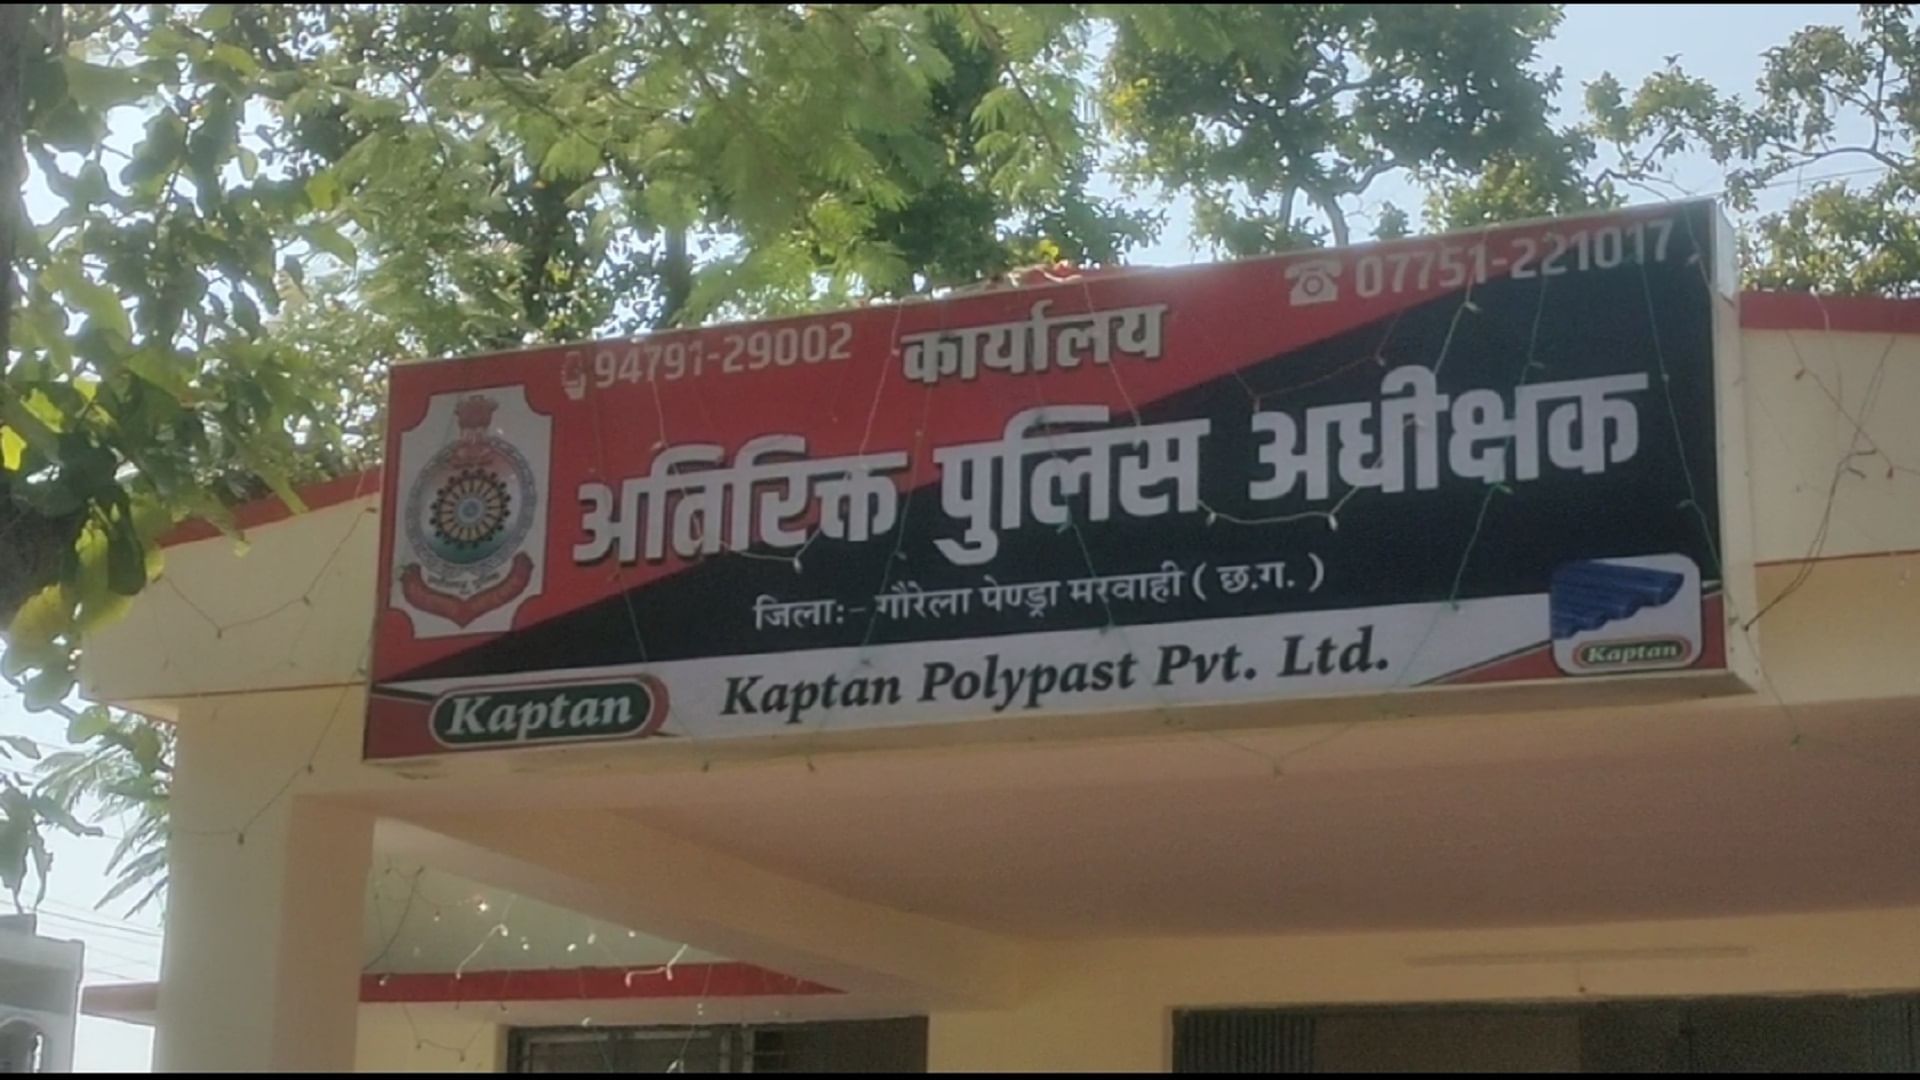 94791-29002
07751-221017
कार्यालय
अतिरिक्त पुलिस अधीक्षक
जिला:- गौरेला पेण्ड्रा मरवाही ( छ.ग. )
Kaptan
Kaptan Polypast Pvt. Ltd.
Kaptan